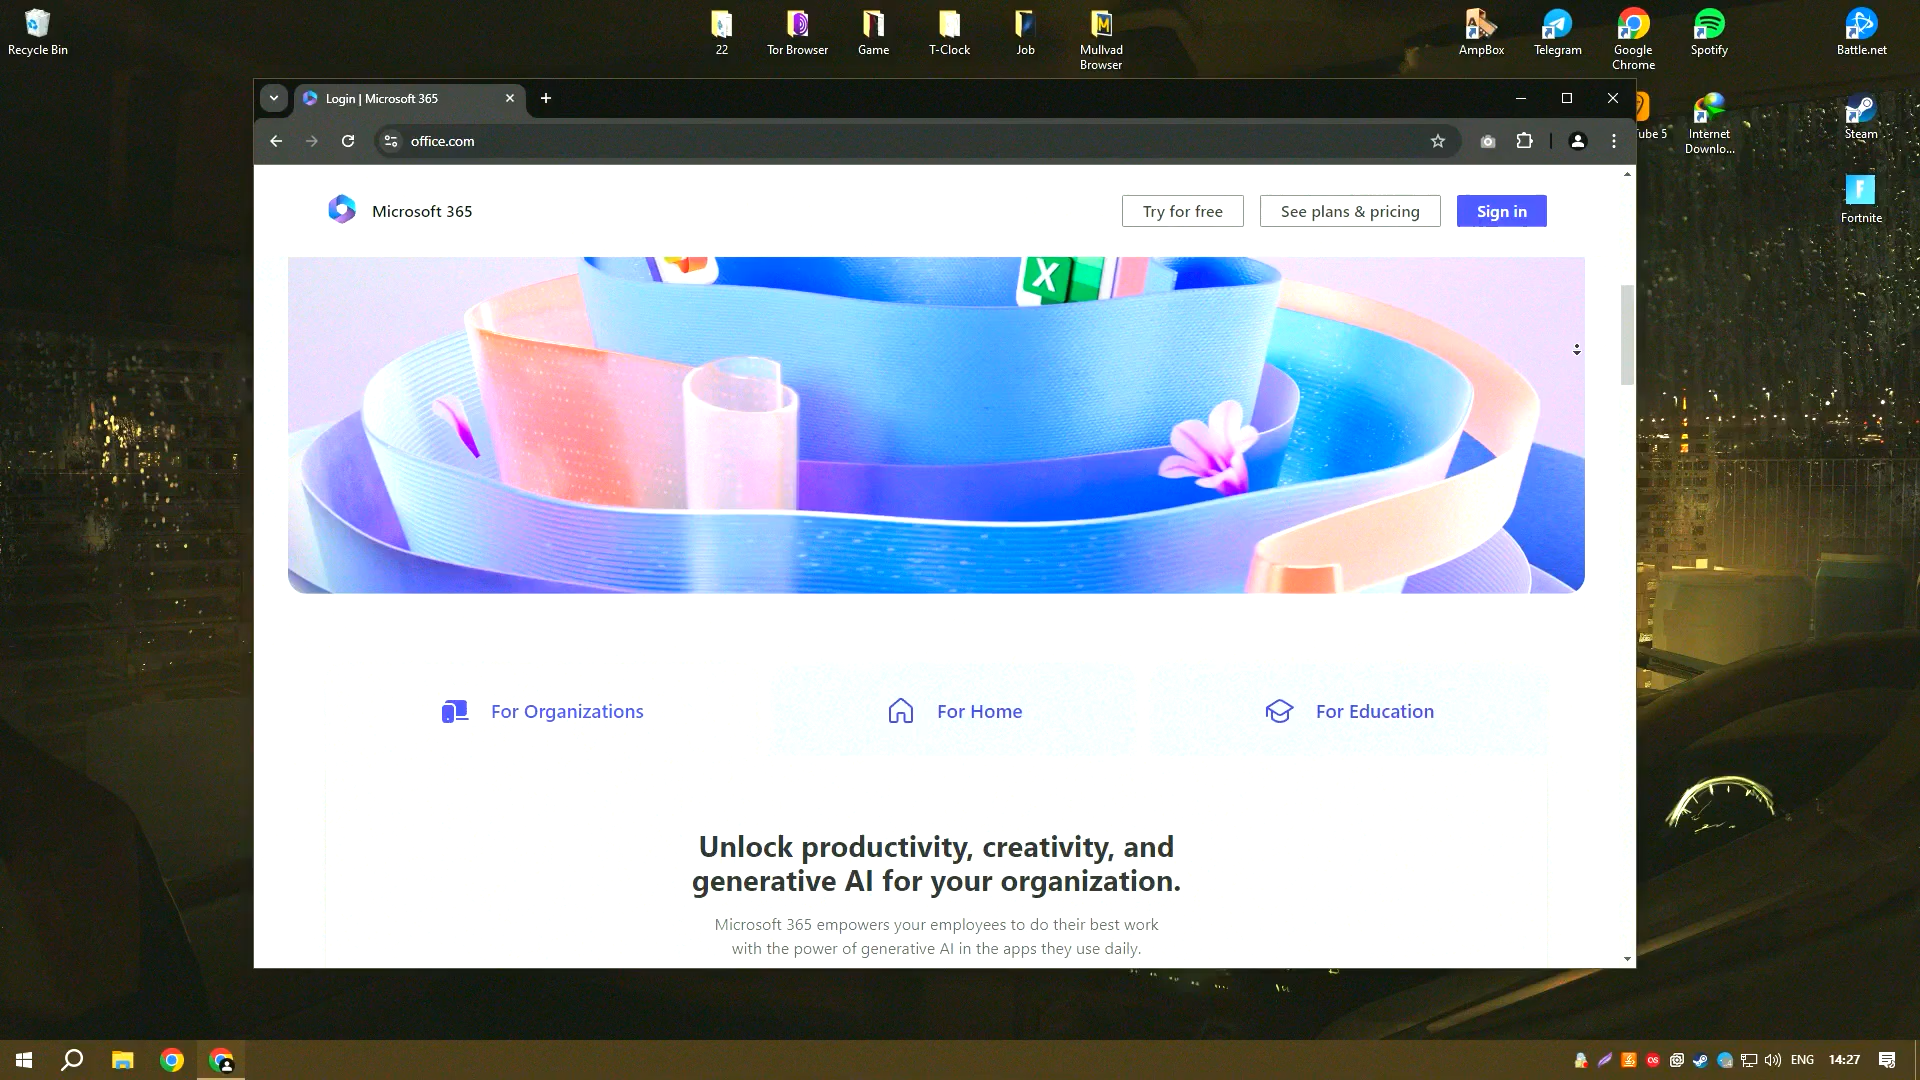 Recycle Bin
22
Tor Browser
Game
T-Clock
Job
Mullvad
Browser
AmpBox
Telegram
Google
Chrome
Spotify
Battle.net
Login | Microsoft 365
office.com
ube 5
Internet
Downlo...
Steam
Fortnite
Microsoft 365
Try for free
See plans & pricing
Sign in
X
For Organizations
For Home
For Education
Unlock productivity, creativity, and
generative AI for your organization.
Microsoft 365 empowers your employees to do their best work
with the power of generative AI in the apps they use daily.
ENG
14:27